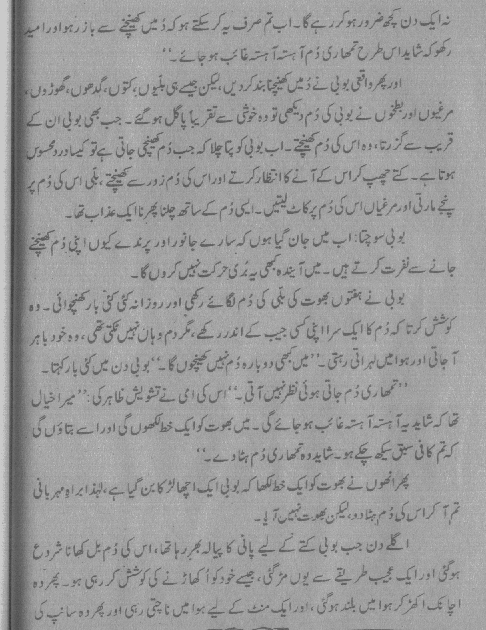 نہ ایک دن کچھ ضرور ہو کر رہے گا۔ اب تم صرف یہ کر سکتے ہو کہ دُمیں کھینچنے سے باز رہو اور امید
رکھو کہ شاید اس طرح تمھاری دُم آہستہ آہستہ غائب ہو جائے۔‘‘
اور پھر واقعی بوبی نے دُمیں کھینچنا بند کر دیں، لیکن جیسے ہی بلیوں، کتوں، گدھوں، گھوڑوں،
مرغیوں اور بطخوں نے بوبی کی دُم دیکھی تو وہ خوشی سے تقریباً پاگل ہو گئے۔ جب بھی بوبی ان کے
قریب سے گزرتا، وہ اس کی دُم کھینچتے۔ اب بوبی کو پتا چلا کہ جب دُم کھینچی جاتی ہے تو کیسا درد محسوس
ہوتا ہے۔ کتے چھپ کر اس کے آنے کا انتظار کرتے اور اس کی دُم زور سے کھینچتے، بلی اس کی دُم پر
پنجے مارتی اور مرغیاں اس کی دُم پر کاٹ لیتیں۔ ایسی دُم کے ساتھ چلنا پھرنا ایک عذاب تھا۔
بوبی سوچتا: اب میں جان گیا ہوں کہ سارے جانور اور پرندے کیوں اپنی دُم کھینچنے
جانے سے نفرت کرتے ہیں۔ میں آیندہ کبھی یہ بُری حرکت نہیں کروں گا۔
بوبی نے ہفتوں بھوت کی بلی کی دُم لگائے رکھی اور روزانہ کئی کئی بار کھنچوائی۔ وہ
کوشش کرتا کہ دُم کا ایک سرا اپنی کسی جیب کے اندر رکھے، مگر دم وہاں نہیں ٹکتی تھی، وہ خود باہر
آ جاتی اور ہوا میں لہراتی رہتی۔ ’’میں بھی دوبارہ دُم نہیں کھینچوں گا۔‘‘ بوبی دن میں کئی بار کہتا۔
’’تمھاری دُم جاتی ہوئی نظر نہیں آتی۔‘‘ اس کی امی نے تشویش ظاہر کی: ’’میرا خیال
تھا کہ شاید یہ آہستہ آہستہ غائب ہو جائے گی۔ میں بھوت کو ایک خط لکھوں گی اور اسے بتاؤں گی
کہ تم کافی سبق سیکھ چکے ہو۔ شاید وہ تمھاری دُم ہٹا دے۔‘‘
پھر انھوں نے بھوت کو ایک خط لکھا کہ بوبی ایک اچھا لڑکا بن گیا ہے، لہٰذا براہِ مہربانی
تم آ کر اس کی دُم ہٹا دو، لیکن بھوت نہیں آیا۔
اگلے دن جب بوبی کتے کے لیے پانی کا پیالہ بھر رہا تھا، اس کی دُم بل کھانا شروع
ہو گئی اور ایک عجیب طریقے سے یوں مڑ گئی، جیسے خود کو اُکھاڑنے کی کوشش کر رہی ہو۔ پھر وہ
اچانک اُکھڑ کر ہوا میں بلند ہو گئی، اور ایک منٹ کے لیے ہوا میں ناچتی رہی اور پھر وہ سانپ کی